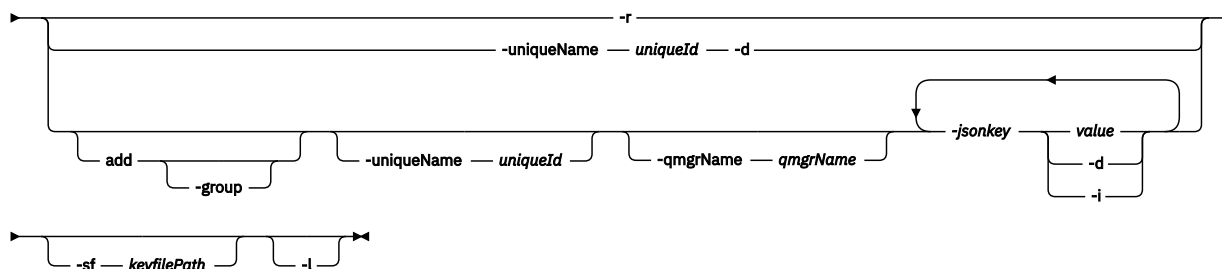 -r
-uniqueName uniqueId -d
add -uniqueName uniqueId -qmgrName qmgrName -jsonkey value
-group -d
-i
-sf keyfilePath -l